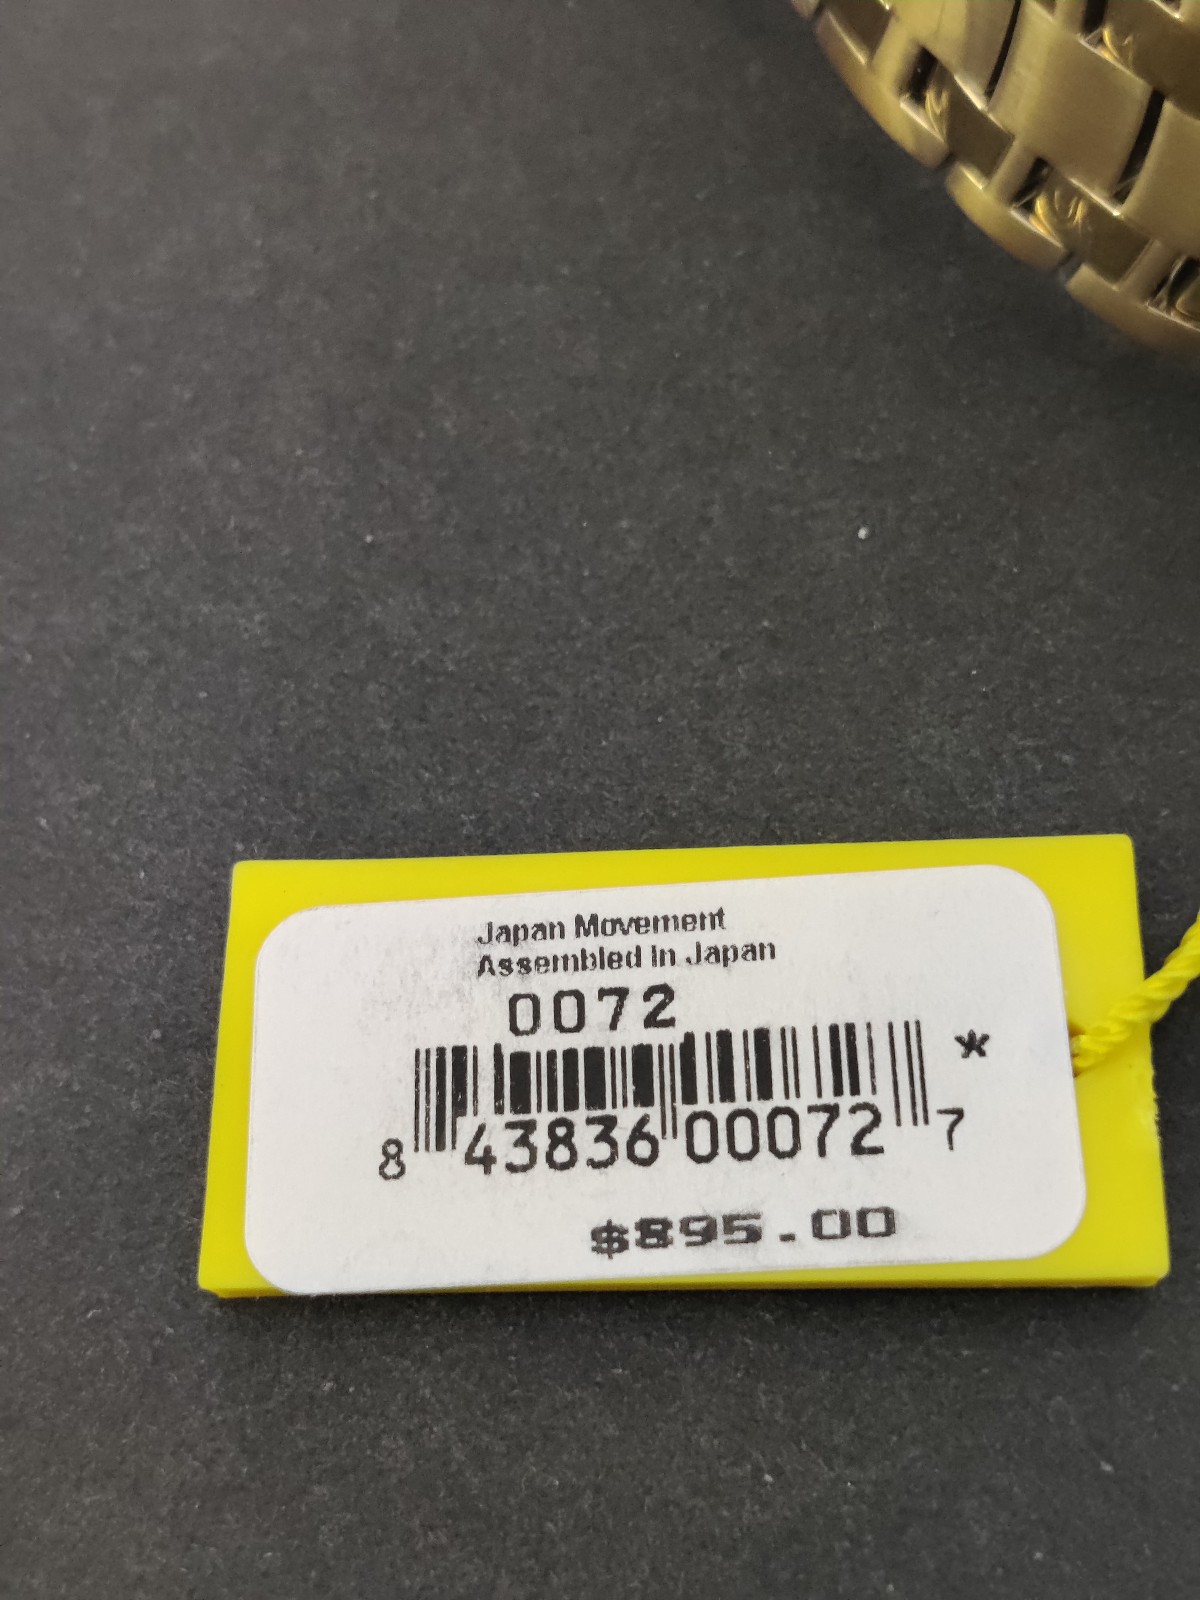 Japan Movement
Assembled in Japan
0072
*
8 43836 00072 7
$895.00